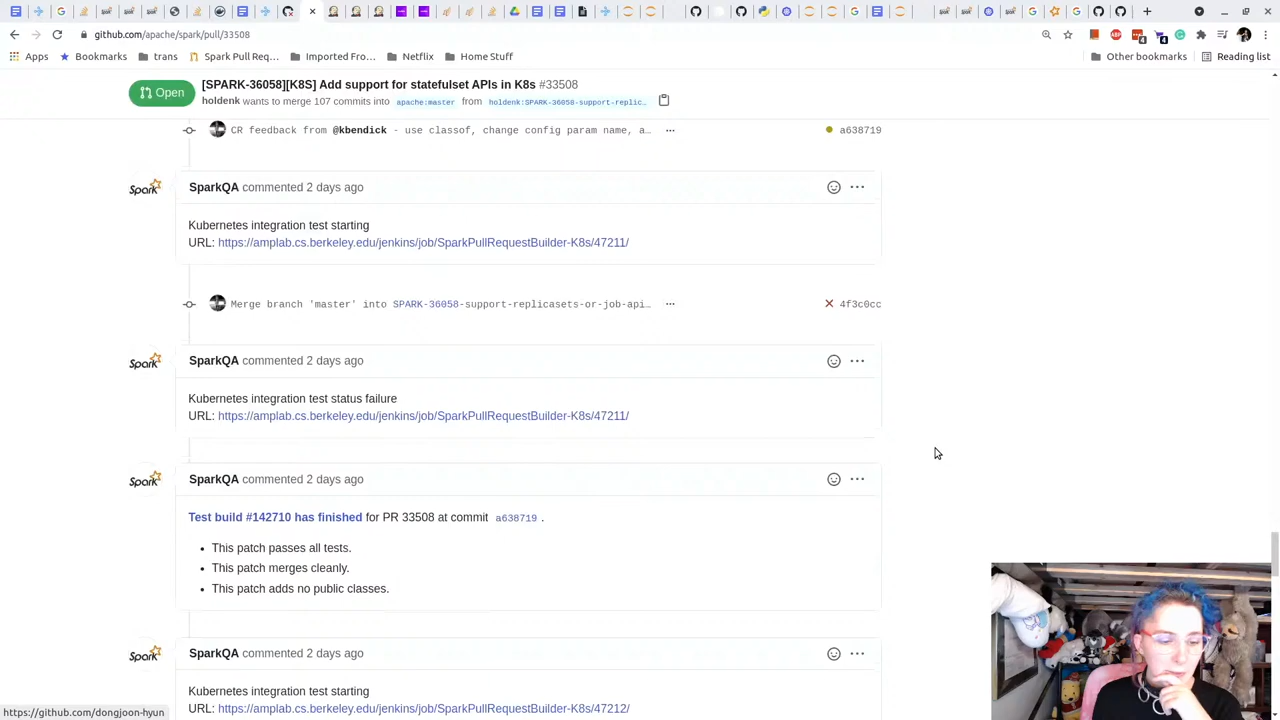 github.com/apache/spark/pull/33508
4
4
Apps
Bookmarks
trans
Spark Pull Req...
Imported Fro...
Netflix
Home Stuff
Other bookmarks
Reading list
Open
[SPARK-36058][K8S] Add support for statefulset APIs in K8s #33508
holdenk wants to merge 107 commits into apache:master from holdenk:SPARK-36058-support-replic…
CR feedback from @kbendick - use classof, change config param name, a… ... a638719
SparkQA commented 2 days ago
Kubernetes integration test starting
URL: https://amplab.cs.berkeley.edu/jenkins/job/SparkPullRequestBuilder-K8s/47211/
Merge branch 'master' into SPARK-36058-support-replicasets-or-job-api… ... 4f3c0cc
SparkQA commented 2 days ago
Kubernetes integration test status failure
URL: https://amplab.cs.berkeley.edu/jenkins/job/SparkPullRequestBuilder-K8s/47211/
SparkQA commented 2 days ago
Test build #142710 has finished for PR 33508 at commit a638719 .
• This patch passes all tests.
• This patch merges cleanly.
• This patch adds no public classes.
SparkQA commented 2 days ago
Kubernetes integration test starting
URL: https://amplab.cs.berkeley.edu/jenkins/job/SparkPullRequestBuilder-K8s/47212/
https://github.com/dongjoon-hyun